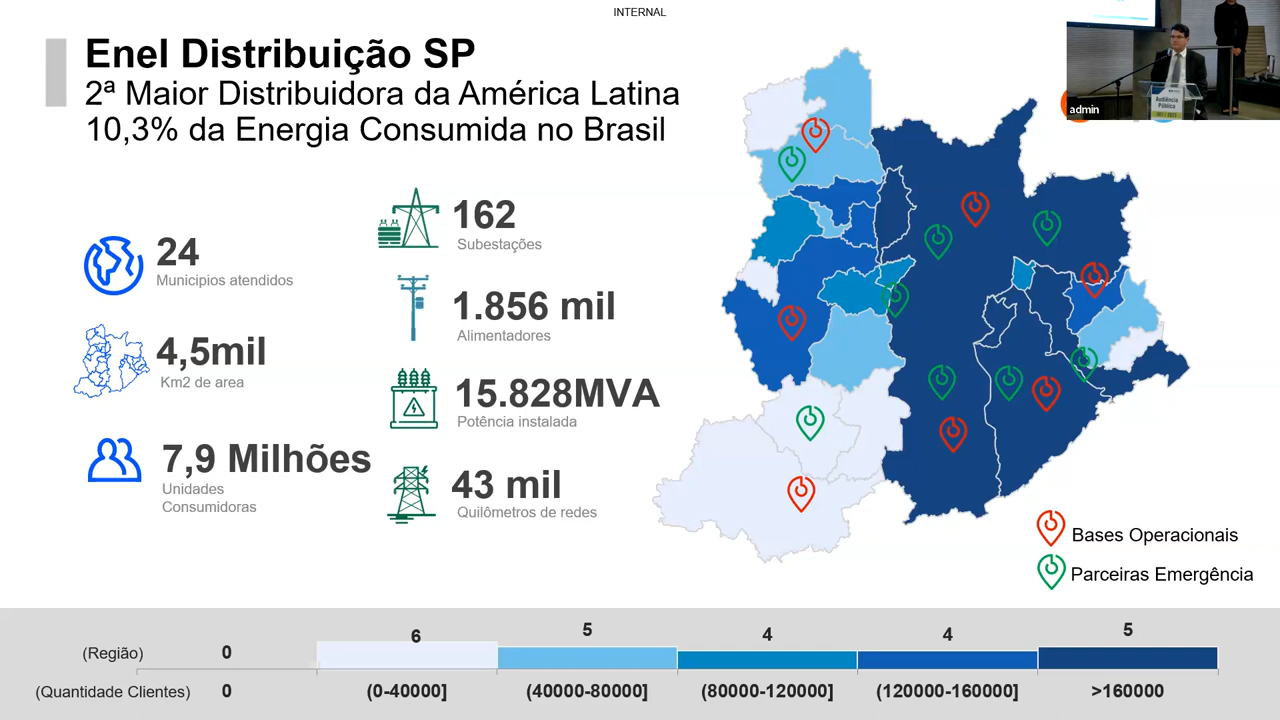 INTERNAL
Enel Distribuição SP
2ª Maior Distribuidora da América Latina
10,3% da Energia Consumida no Brasil
admin
Audiência
Pública
24
Municipios atendidos
4,5mil
Km2 de area
7,9 Milhões
Unidades
Consumidoras
162
Subestações
1.856 mil
Alimentadores
15.828MVA
Potência instalada
43 mil
Quilômetros de redes
Bases Operacionais
Parceiras Emergência
(Região) 0 6 5 4 4 5
(Quantidade Clientes) 0 (0-40000] (40000-80000] (80000-120000] (120000-160000] >160000